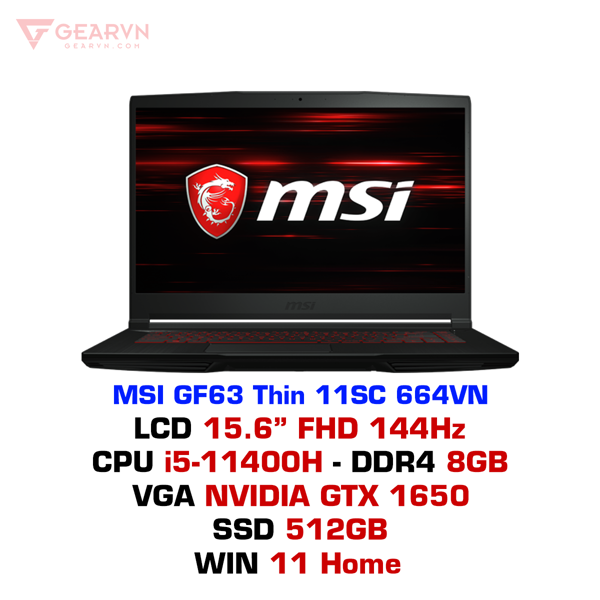 GEARVN
GEARVN.COM
msi
msi
MSI GF63 Thin 11SC 664VN
LCD 15.6” FHD 144Hz
CPU i5-11400H - DDR4 8GB
VGA NVIDIA GTX 1650
SSD 512GB
WIN 11 Home